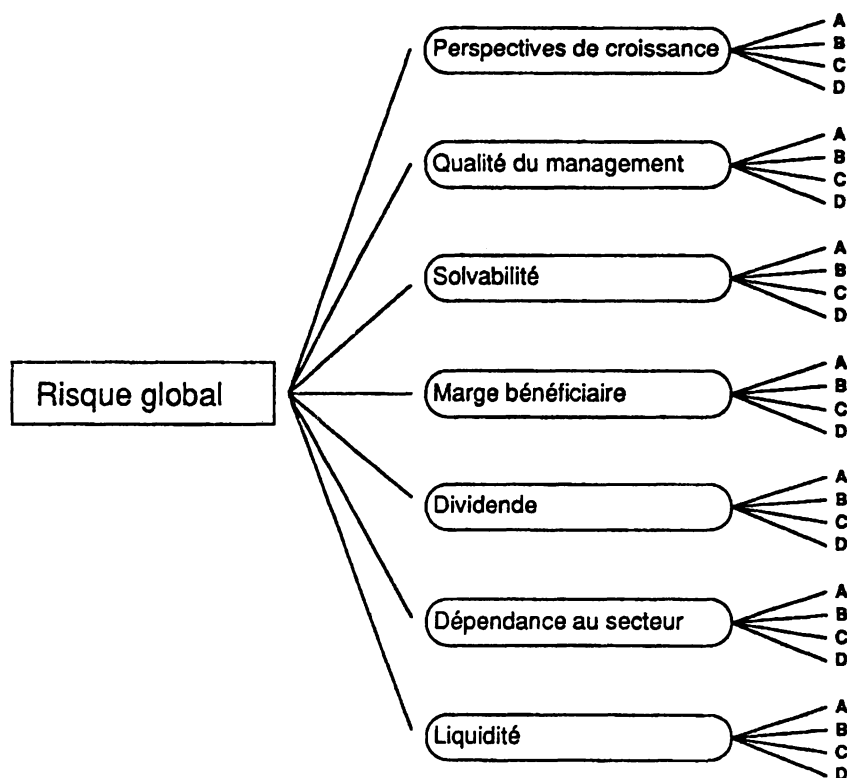 Perspectives de croissance
A
B
C
D
Qualité du management
A
B
C
D
Solvabilité
A
B
C
D
Risque global
Marge bénéficiaire
A
B
C
D
Dividende
A
B
C
D
Dépendance au secteur
A
B
C
D
Liquidité
A
B
C
D